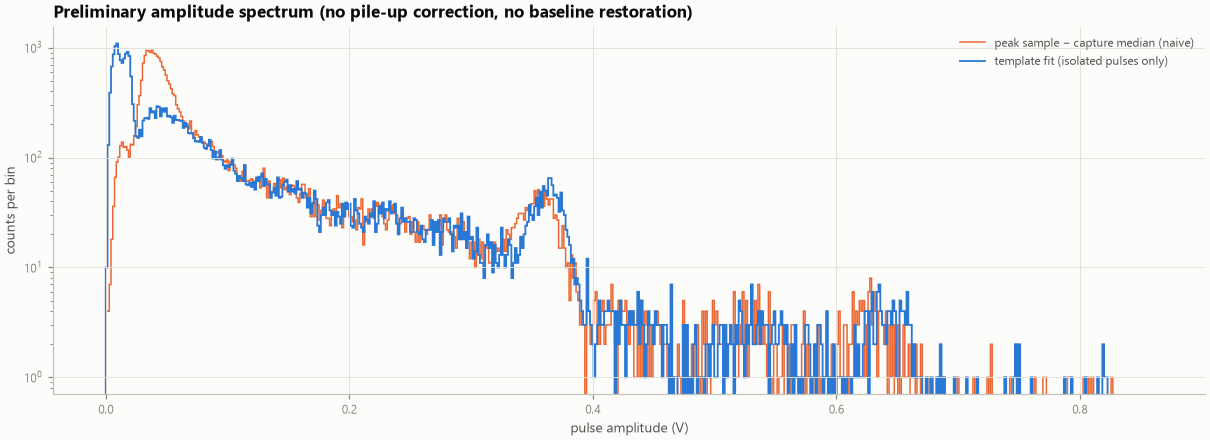 Preliminary amplitude spectrum (no pile-up correction, no baseline restoration)
peak sample − capture median (naive)
template fit (isolated pulses only)
counts per bin
10³
10²
10¹
10⁰
0.0 0.2 0.4 0.6 0.8
pulse amplitude (V)